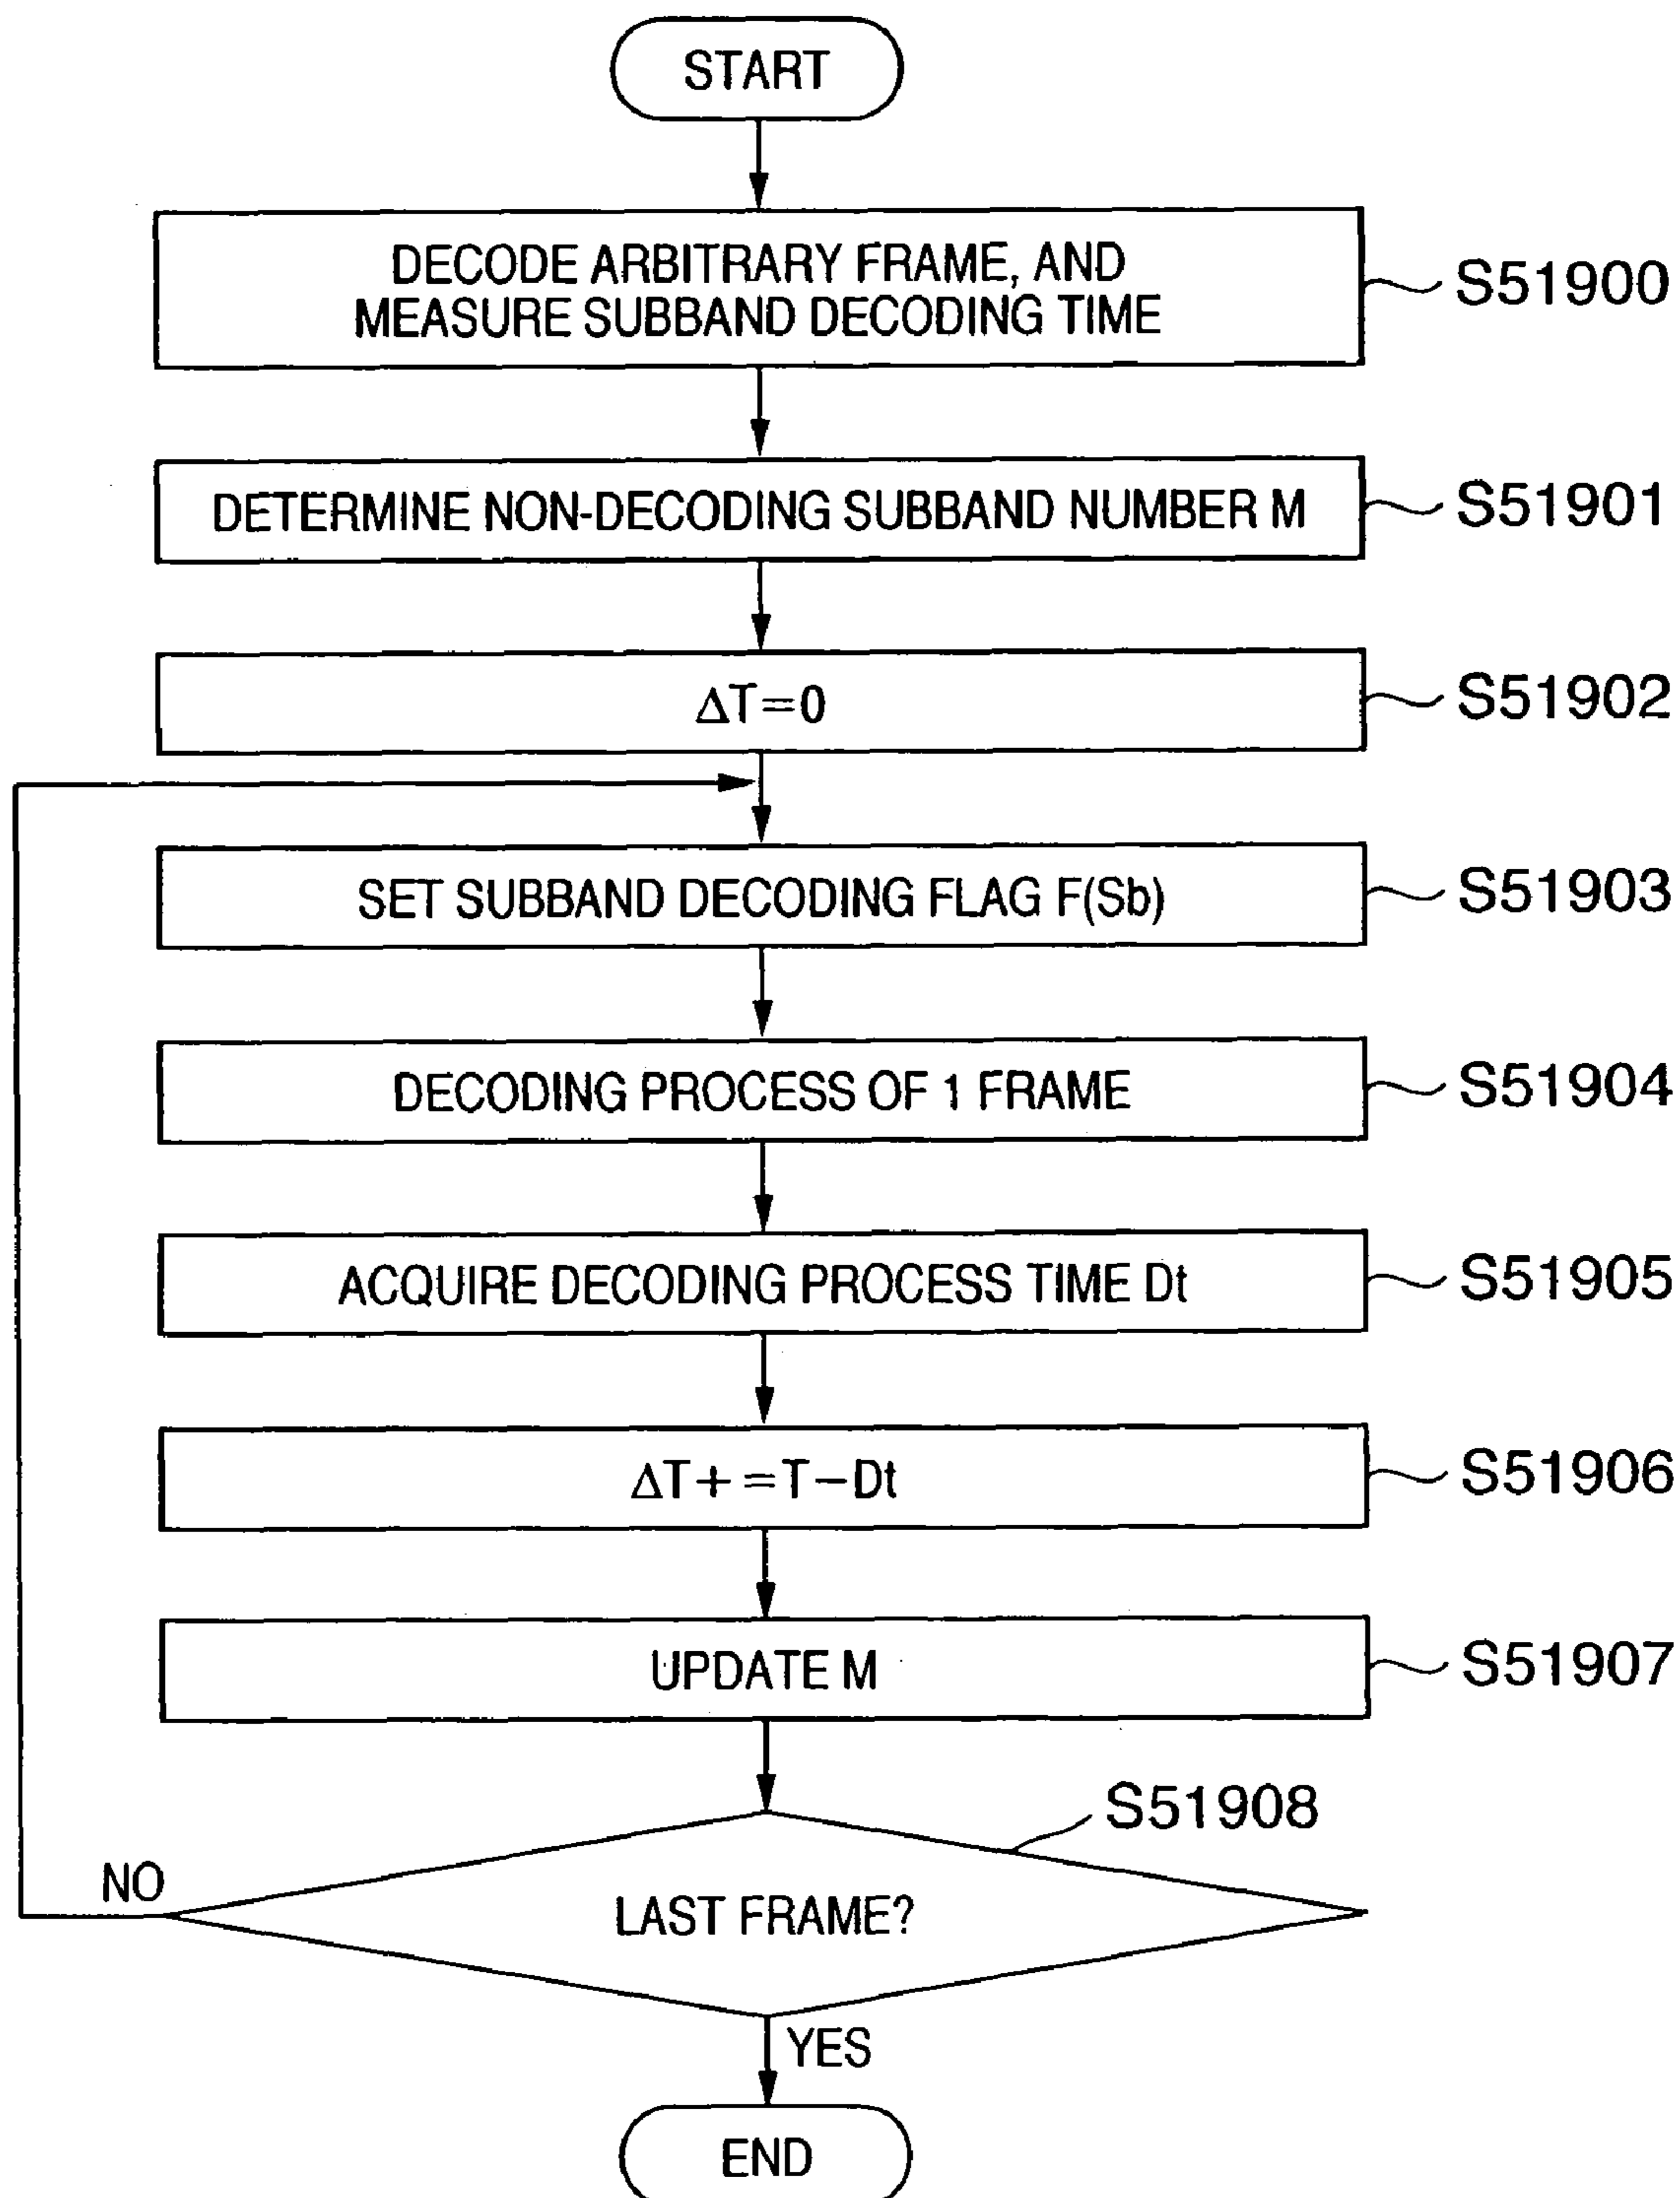 START
DECODE ARBITRARY FRAME, AND
MEASURE SUBBAND DECODING TIME
S51900
DETERMINE NON-DECODING SUBBAND NUMBER M
S51901
ΔT=0
S51902
SET SUBBAND DECODING FLAG F(Sb)
S51903
DECODING PROCESS OF 1 FRAME
S51904
ACQUIRE DECODING PROCESS TIME Dt
S51905
ΔT+=T-Dt
S51906
UPDATE M
S51907
S51908
NO
LAST FRAME?
YES
END